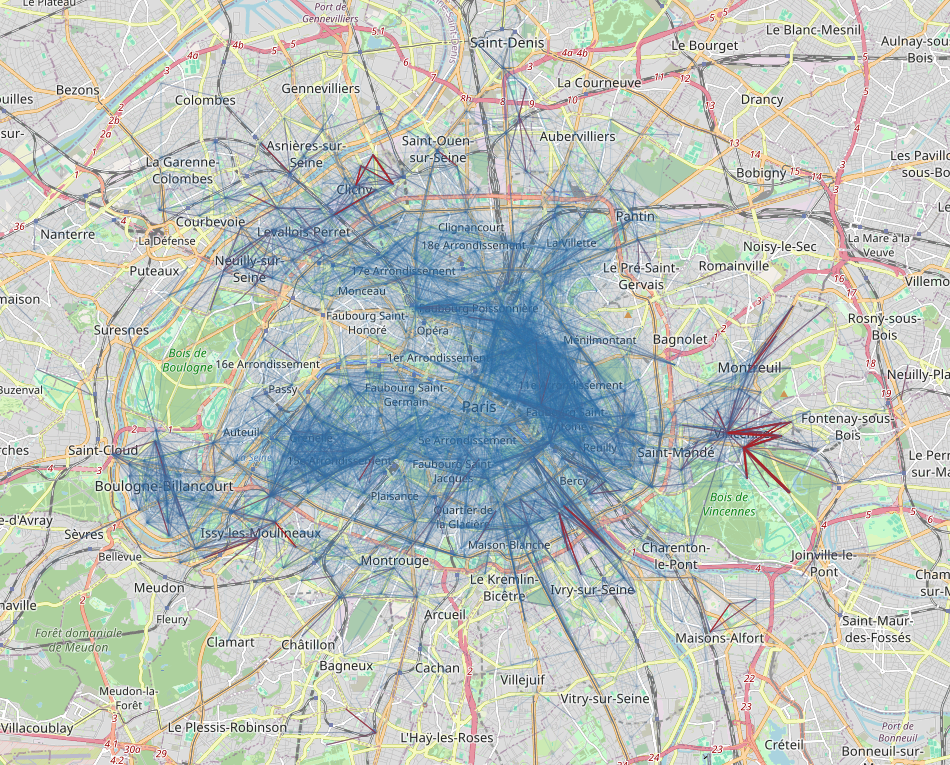 Le Plateau
Port de
Gennevilliers
Saint-Denis
Le Bourget
Le Blanc-Mesnil
Aulnay-sous-
Bois
La Courneuve
Bezons
Gennevilliers
Colombes
Drancy
Asnières-sur-
Seine
Saint-Ouen-
sur-Seine
Aubervilliers
Les Pavillo
sous-Bo
La Garenne-
Colombes
Bobigny
Clichy
Courbevoie
Pantin
Nanterre
La Défense
Levallois-Perret
Clignancourt
18e Arrondissement
La Villette
Noisy-le-Sec
La Mare à la
Veuve
Puteaux
Neuilly-sur-
Seine
17e Arrondissement
Le Pré-Saint-
Gervais
Romainville
Villemo
maison
Monceau
Faubourg Poissonnière
Suresnes
Faubourg Saint-
Honoré
Opéra
Ménilmontant
Bagnolet
Rosny-sous-
Bois
Bois de
Boulogne
16e Arrondissement
1er Arrondissement
Montreuil
Neuilly-Pla
Buzenval
Passy
Faubourg Saint-
Germain
11e Arrondissement
Paris
Fontenay-sous-
Bois
Auteuil
5e Arrondissement
Reuilly
Vincennes
Saint-Cloud
15e Arrondissement
Faubourg Saint-
Jacques
Saint-Mandé
Le Perr
sur-Ma
Boulogne-Billancourt
Plaisance
Bercy
Bois de
Vincennes
e-d'Avray
Sèvres
Issy-les-Moulineaux
Quartier de
la Glacière
Bellevue
Maison-Blanche
Charenton-
le-Pont
Joinville-le-
Pont
Meudon
Montrouge
Le Kremlin-
Bicêtre
Ivry-sur-Seine
Fleury
Arcueil
Saint-Maur-
des-Fossés
Forêt domaniale
de Meudon
Clamart
Châtillon
Maisons-Alfort
Bagneux
Cachan
Villejuif
Meudon-la-
Forêt
Vitry-sur-Seine
Villacoublay
Le Plessis-Robinson
L'Haÿ-les-Roses
Créteil
Port de
Bonneuil
Bonneuil-sur-